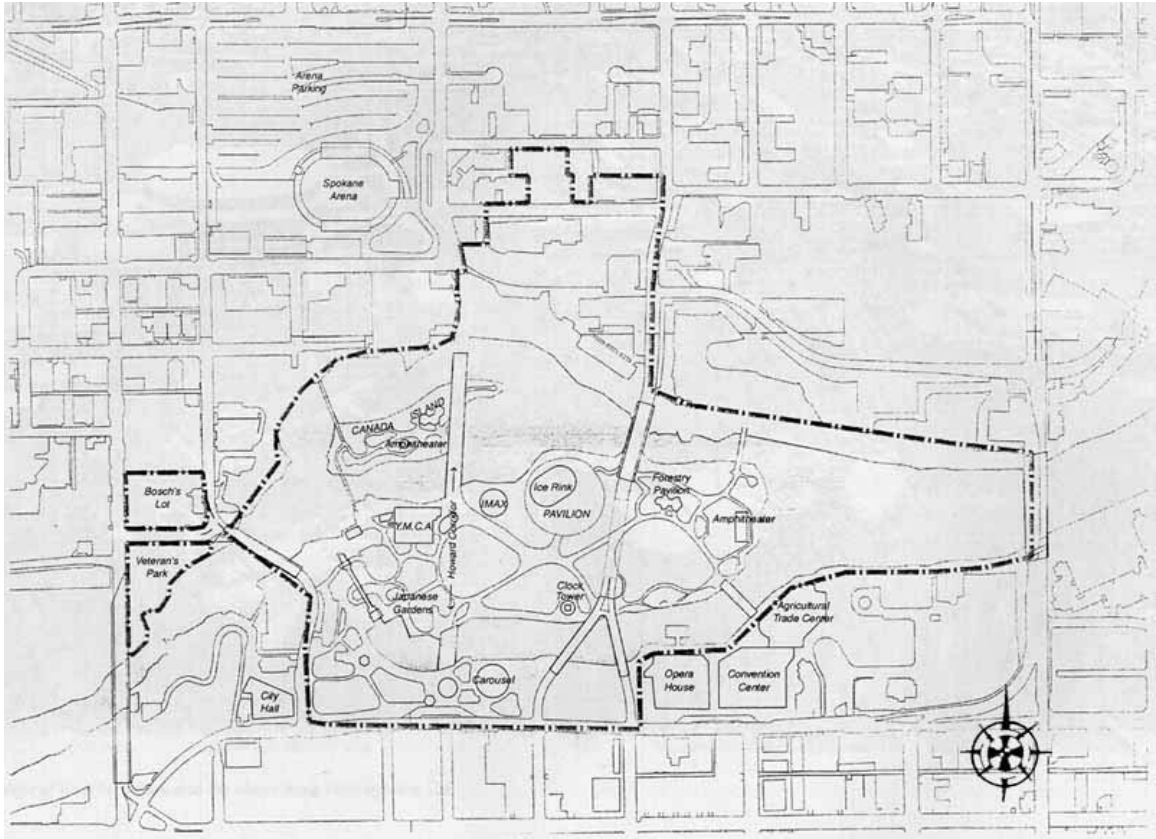 Arena
Parking
Spokane
Arena
CANADA ISLAND
Amphitheater
Bosch's
Lot
Ice Rink
PAVILION
IMAX
Forestry
Pavilion
Amphitheater
Y.M.C.A
Howard Corridor
Veteran's
Park
Japanese
Gardens
Clock
Tower
Agricultural
Trade Center
Carousel
Opera
House
Convention
Center
City
Hall